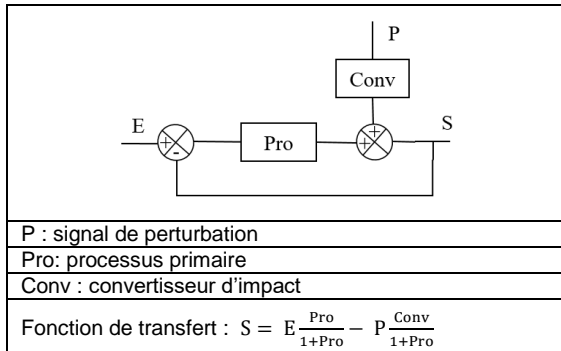 P
Conv
E
S
+
-
Pro
+
+
P : signal de perturbation
Pro: processus primaire
Conv : convertisseur d'impact
Fonction de transfert : S = E Pro/1+Pro − P Conv/1+Pro